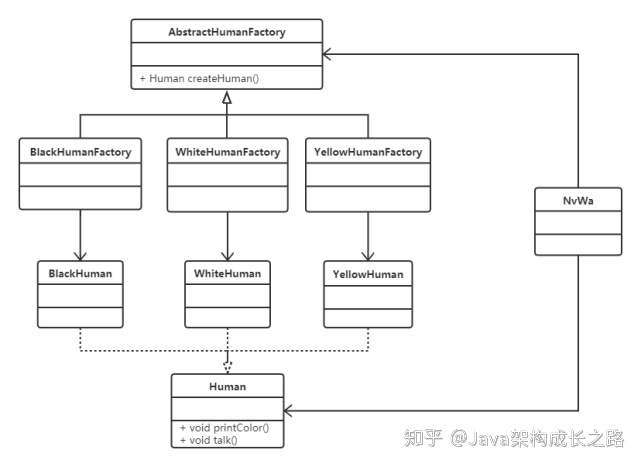 AbstractHumanFactory
+ Human createHuman()
BlackHumanFactory
WhiteHumanFactory
YellowHumanFactory
NvWa
BlackHuman
WhiteHuman
YellowHuman
Human
+ void printColor()
+ void talk()
知乎 @Java架构成长之路